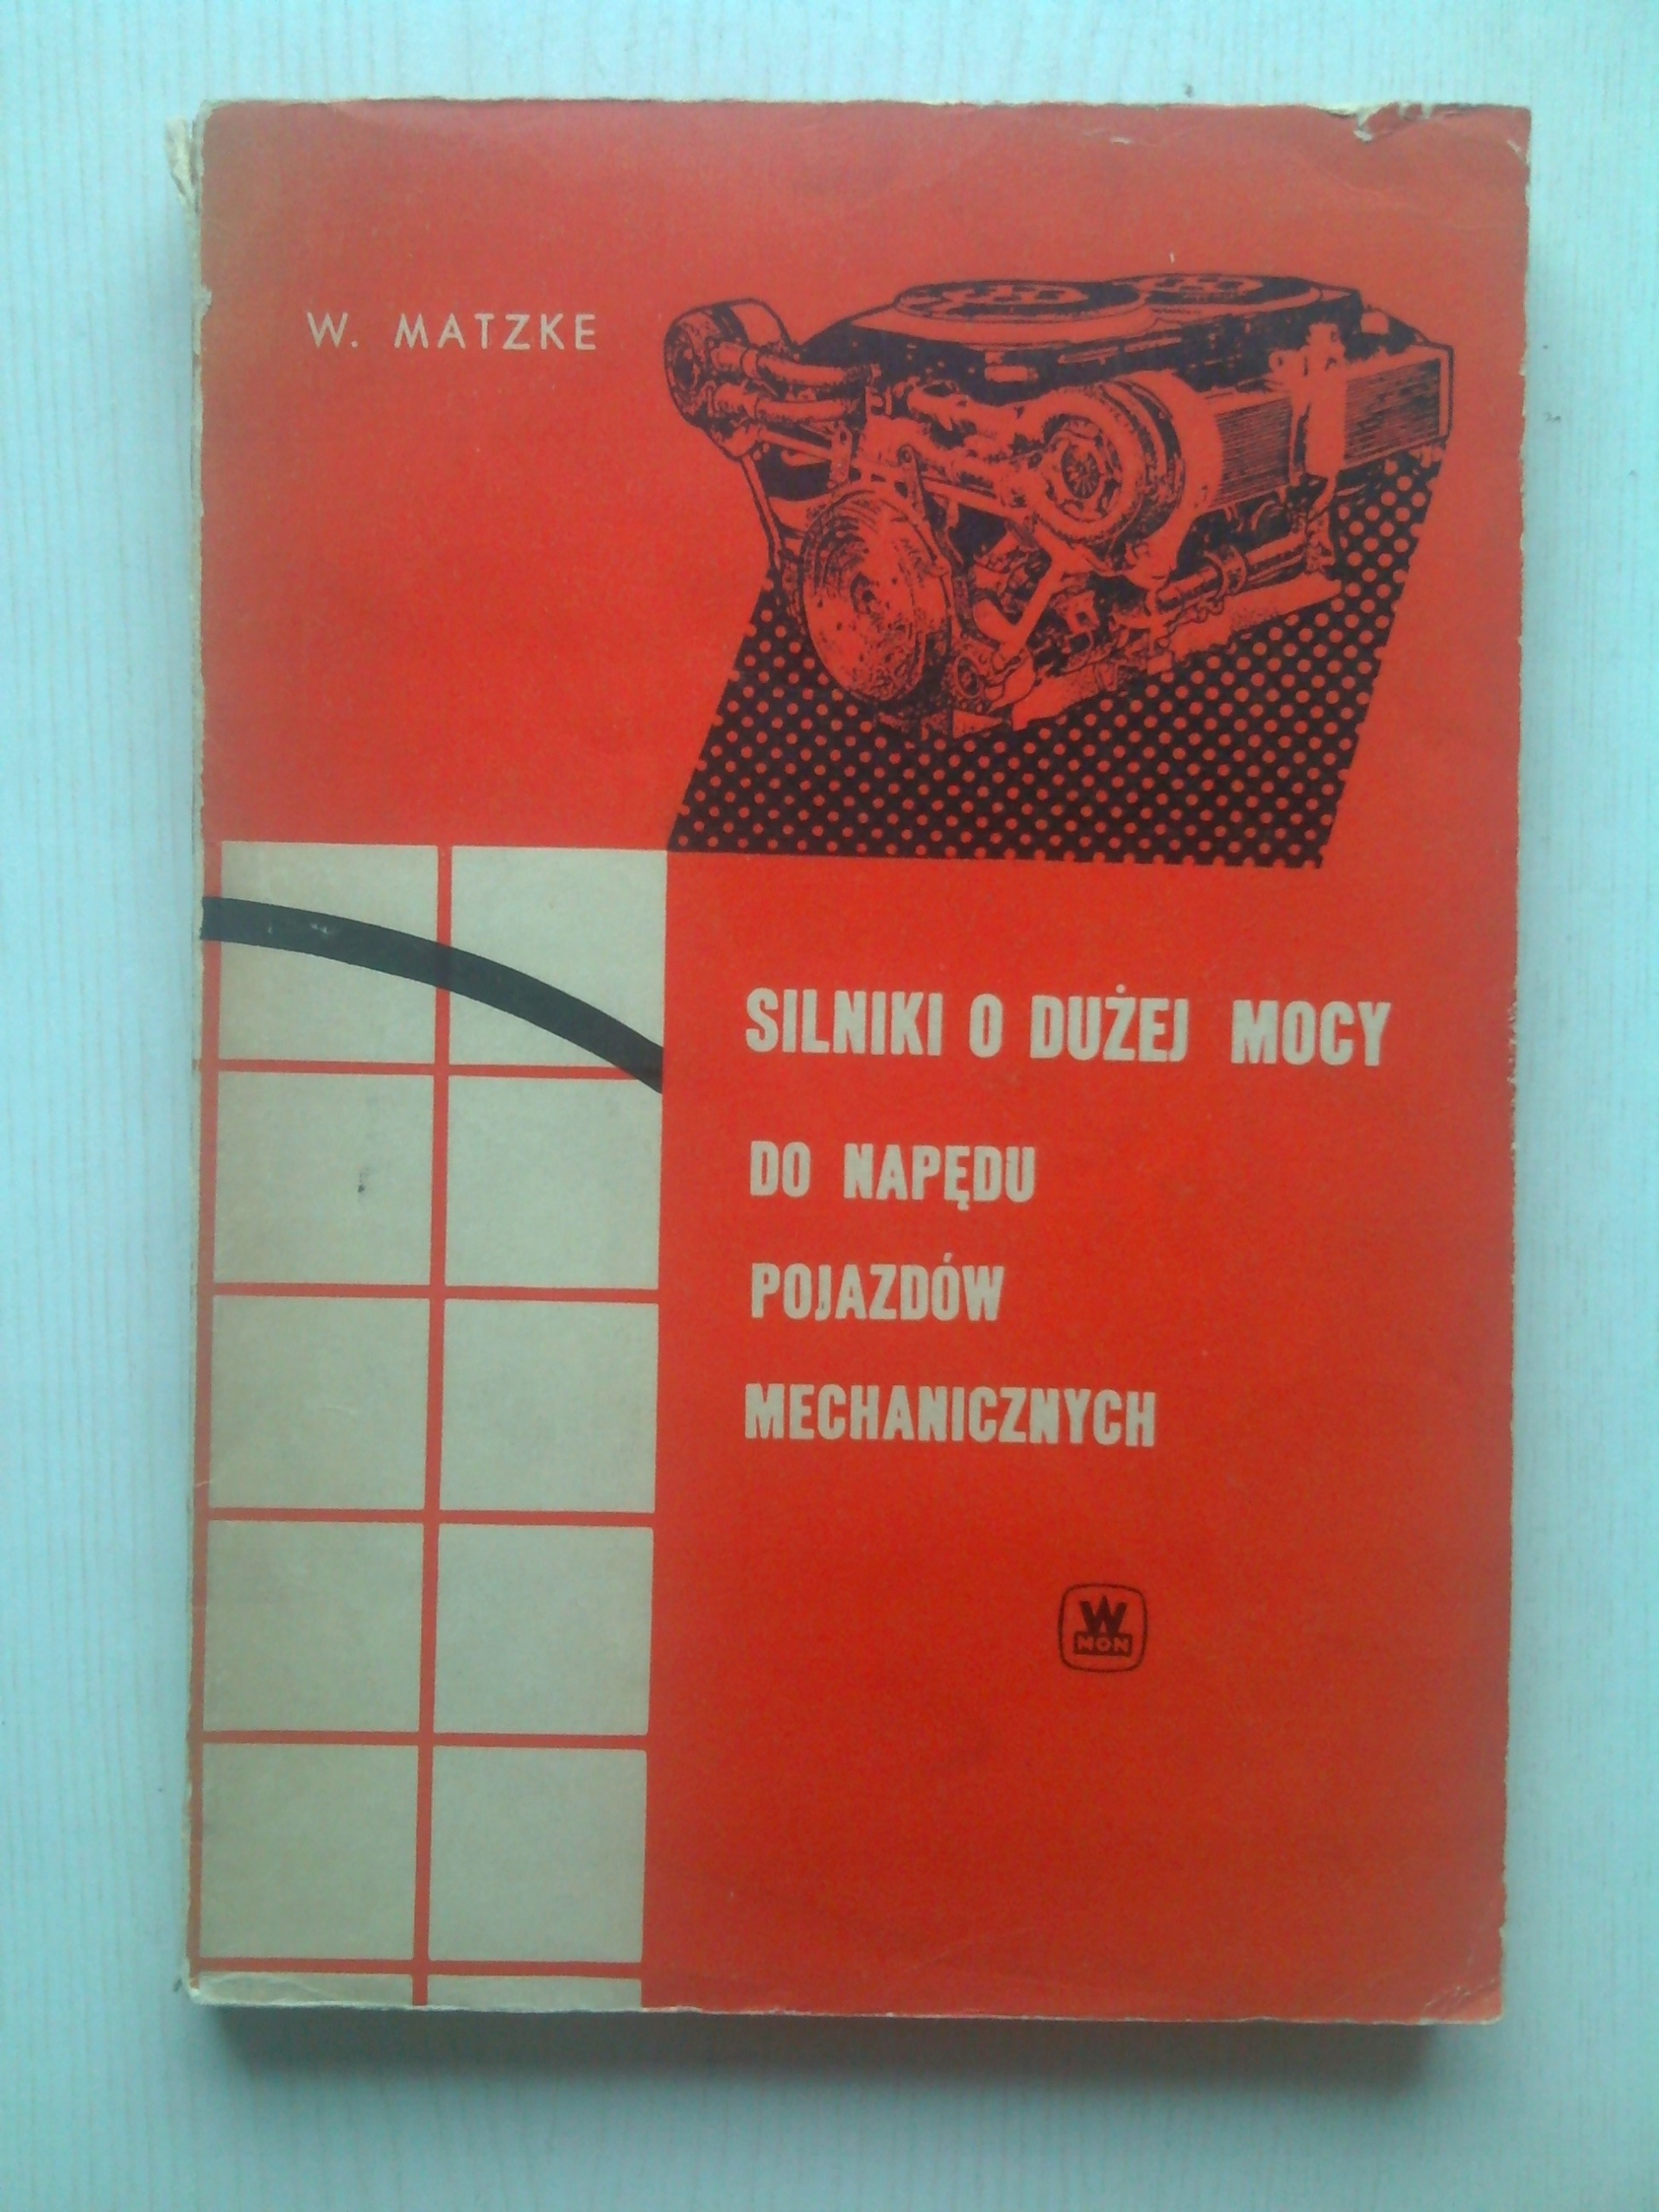 W. MATZKE
SILNIKI O DUŻEJ MOCY
DO NAPĘDU
POJAZDÓW
MECHANICZNYCH
W
MON